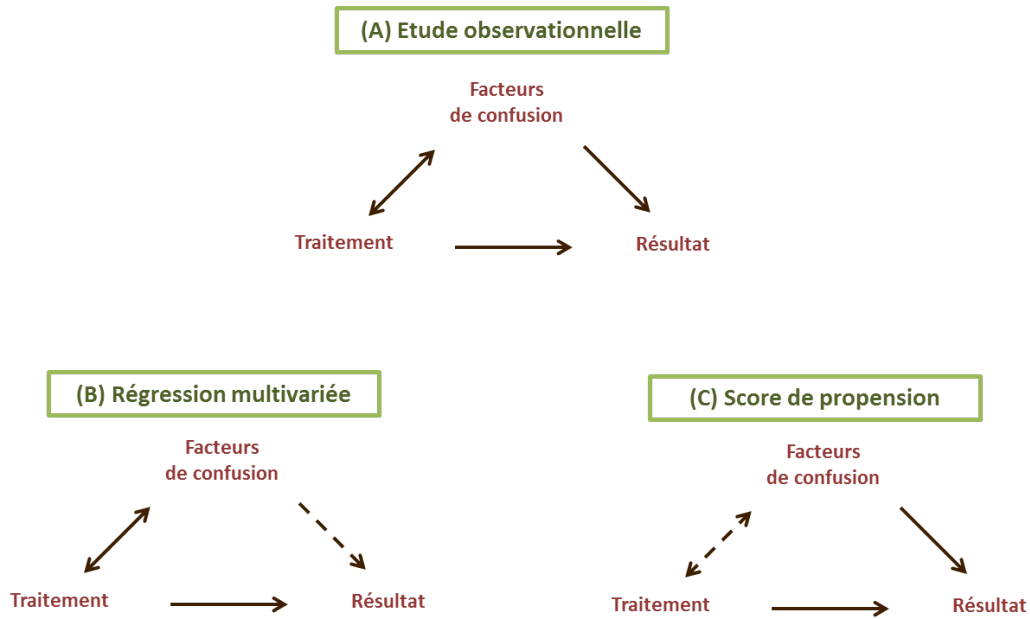 (A) Etude observationnelle
Facteurs
de confusion
Traitement
Résultat
(B) Régression multivariée
Facteurs
de confusion
Traitement
Résultat
(C) Score de propension
Facteurs
de confusion
Traitement
Résultat